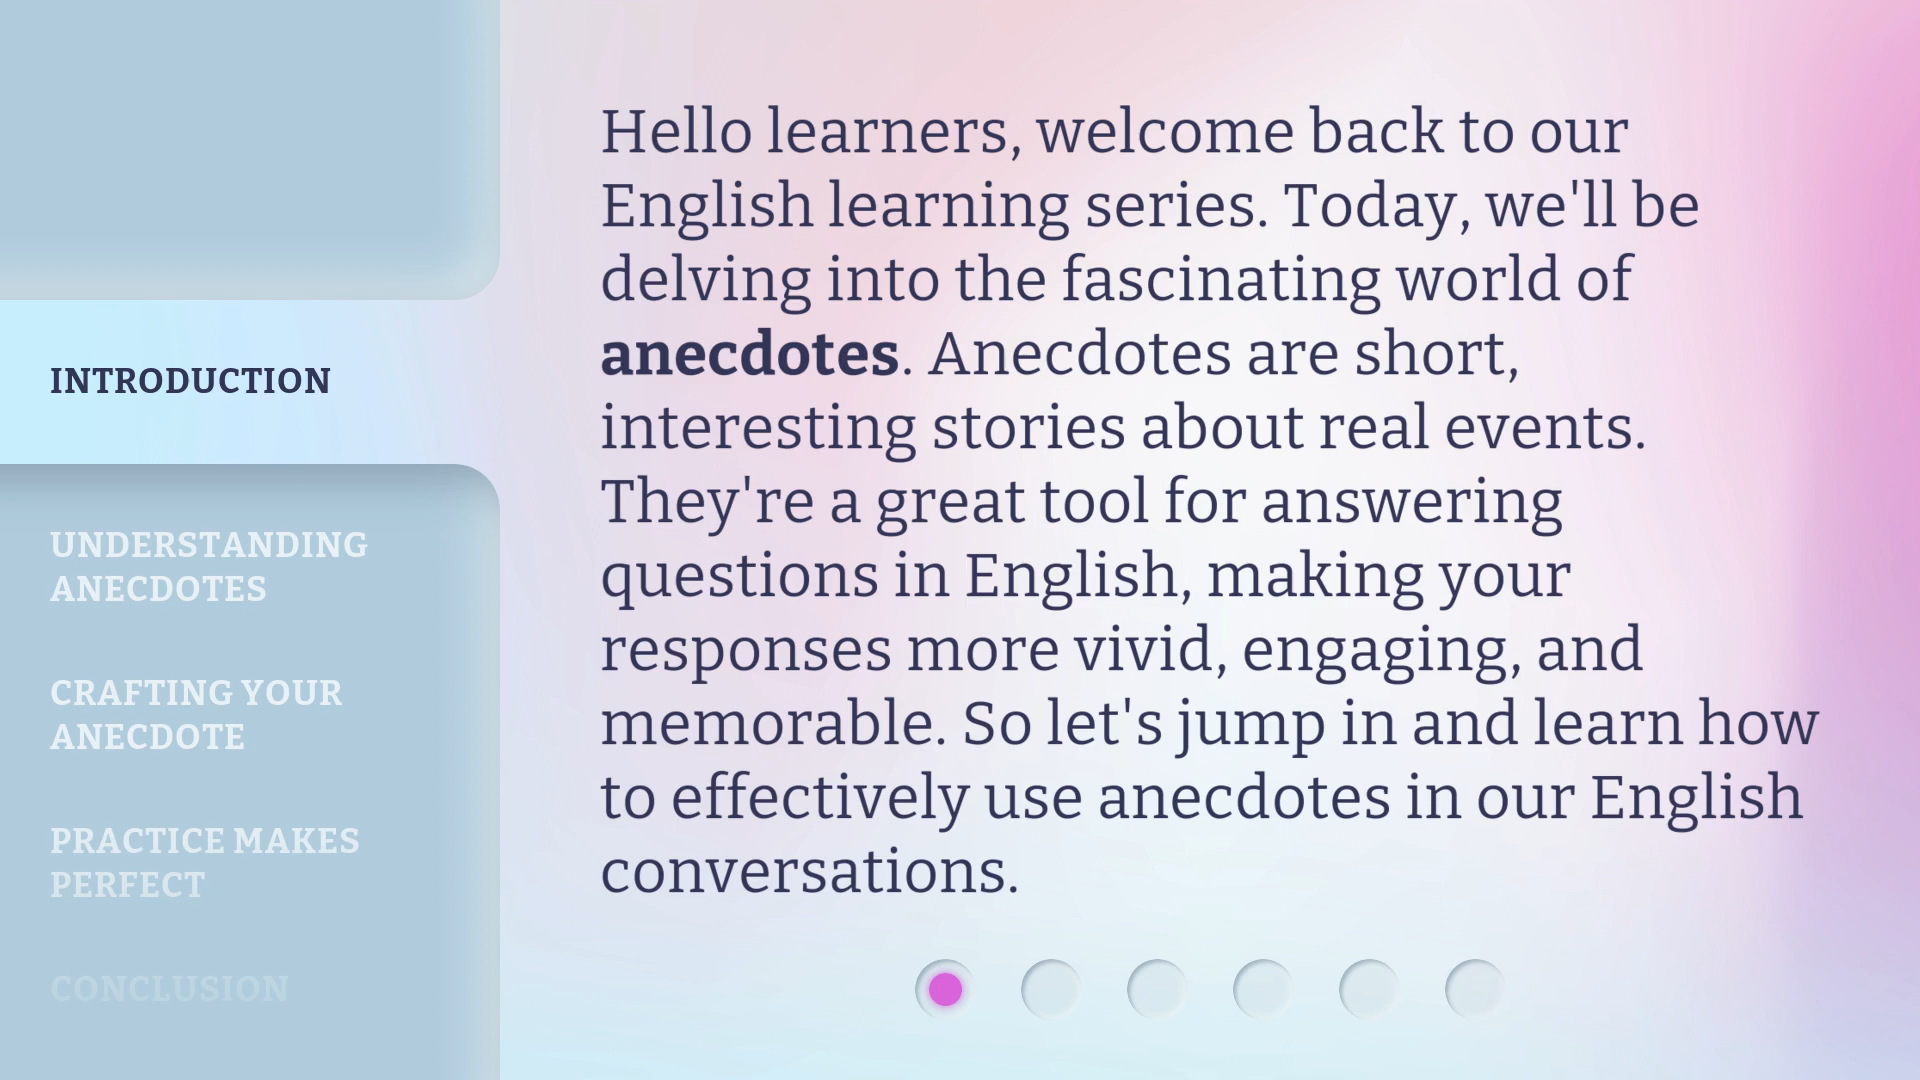 INTRODUCTION
UNDERSTANDING
ANECDOTES
CRAFTING YOUR
ANECDOTE
PRACTICE MAKES
PERFECT
CONCLUSION
Hello learners, welcome back to our
English learning series. Today, we'll be
delving into the fascinating world of
anecdotes. Anecdotes are short,
interesting stories about real events.
They're a great tool for answering
questions in English, making your
responses more vivid, engaging, and
memorable. So let's jump in and learn how
to effectively use anecdotes in our English
conversations.